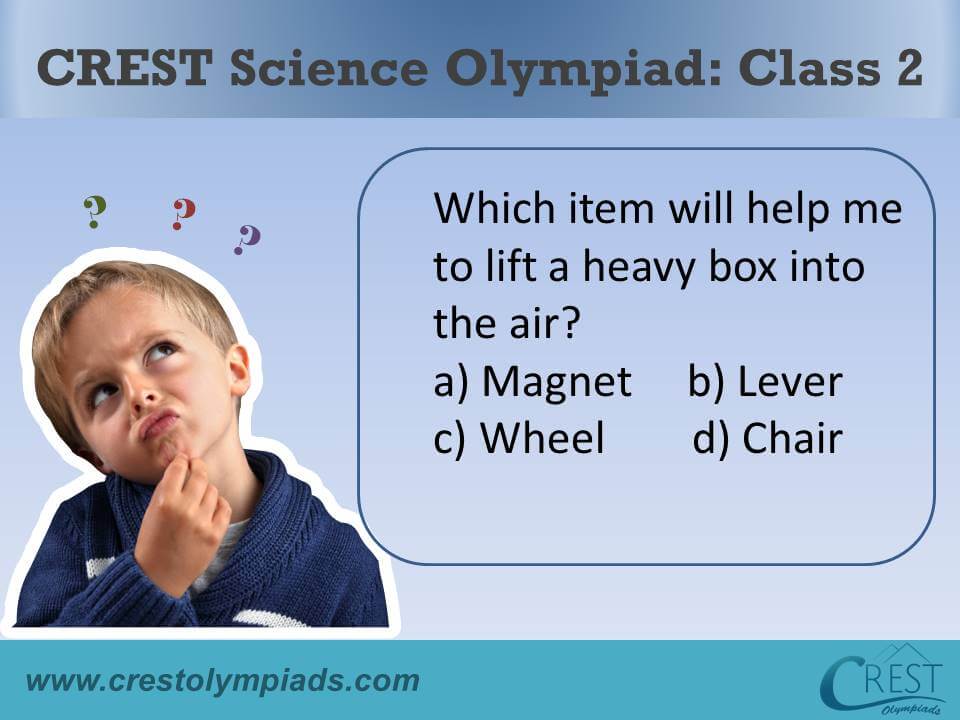 CREST Science Olympiad: Class 2
? ? ?
Which item will help me
to lift a heavy box into
the air?
a) Magnet b) Lever
c) Wheel d) Chair
www.crestolympiads.com
CREST
Olympiads